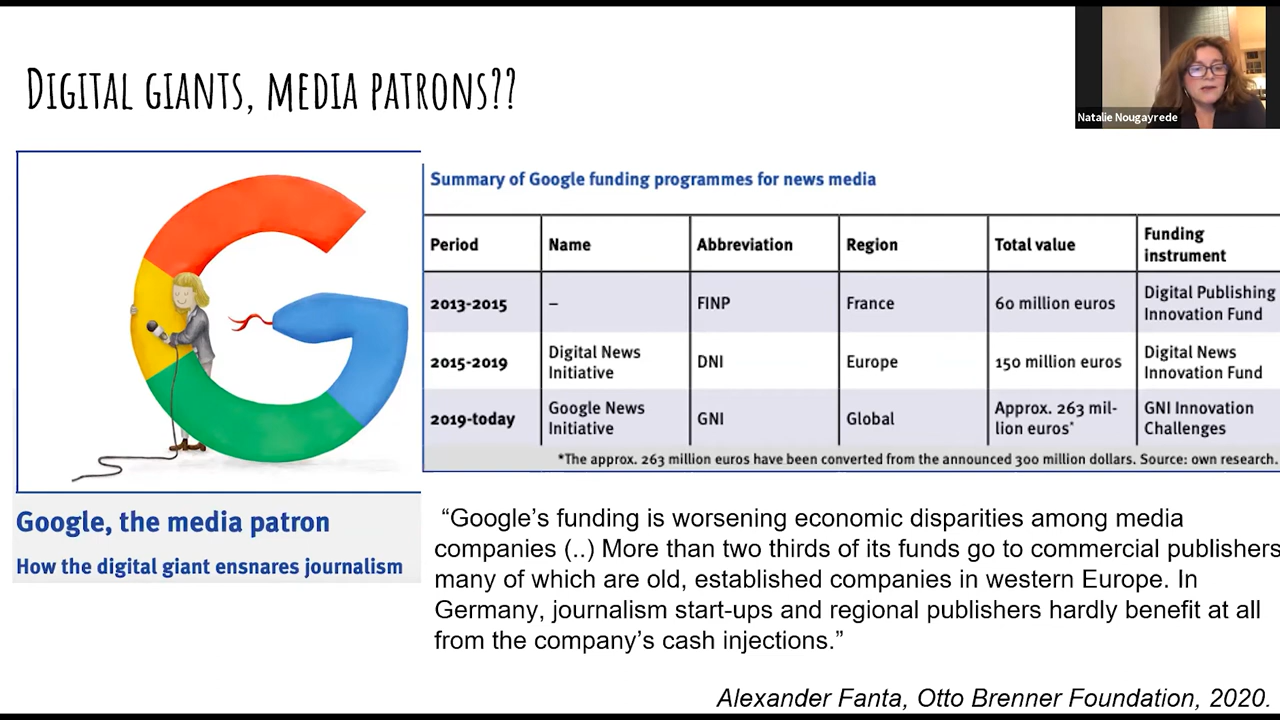 DIGITAL GIANTS, MEDIA PATRONS??
Natalie Nougayrede
Google, the media patron
How the digital giant ensnares journalism
Summary of Google funding programmes for news media
Period Name Abbreviation Region Total value Funding instrument
2013-2015 – FINP France 60 million euros Digital Publishing Innovation Fund
2015-2019 Digital News Initiative DNI Europe 150 million euros Digital News Innovation Fund
2019-today Google News Initiative GNI Global Approx. 263 mil-lion euros* GNI Innovation Challenges
*The approx. 263 million euros have been converted from the announced 300 million dollars. Source: own research.
“Google’s funding is worsening economic disparities among media
companies (..) More than two thirds of its funds go to commercial publishers
many of which are old, established companies in western Europe. In
Germany, journalism start-ups and regional publishers hardly benefit at all
from the company’s cash injections.”
Alexander Fanta, Otto Brenner Foundation, 2020.